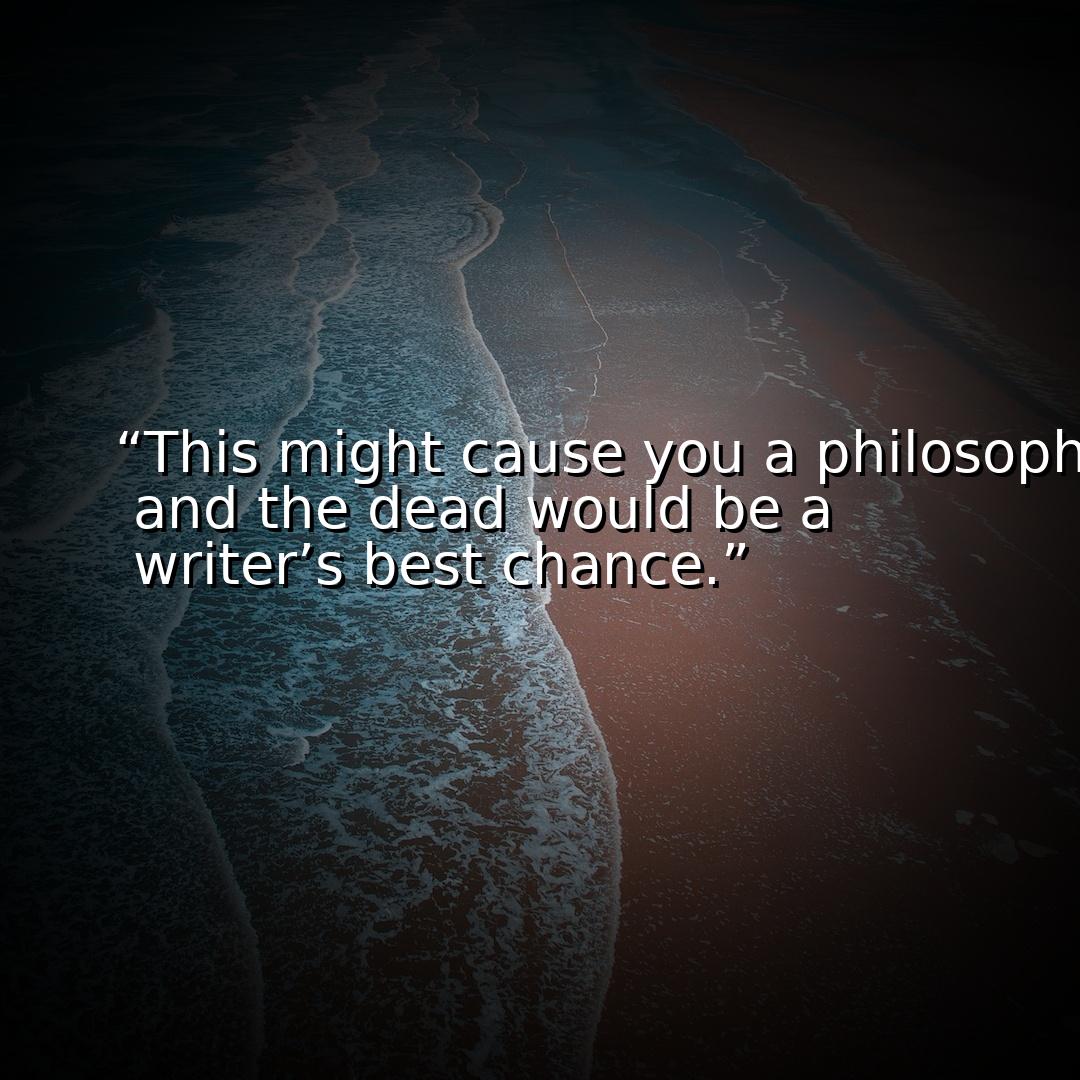 “This might cause you a philosoph
and the dead would be a
writer’s best chance.”